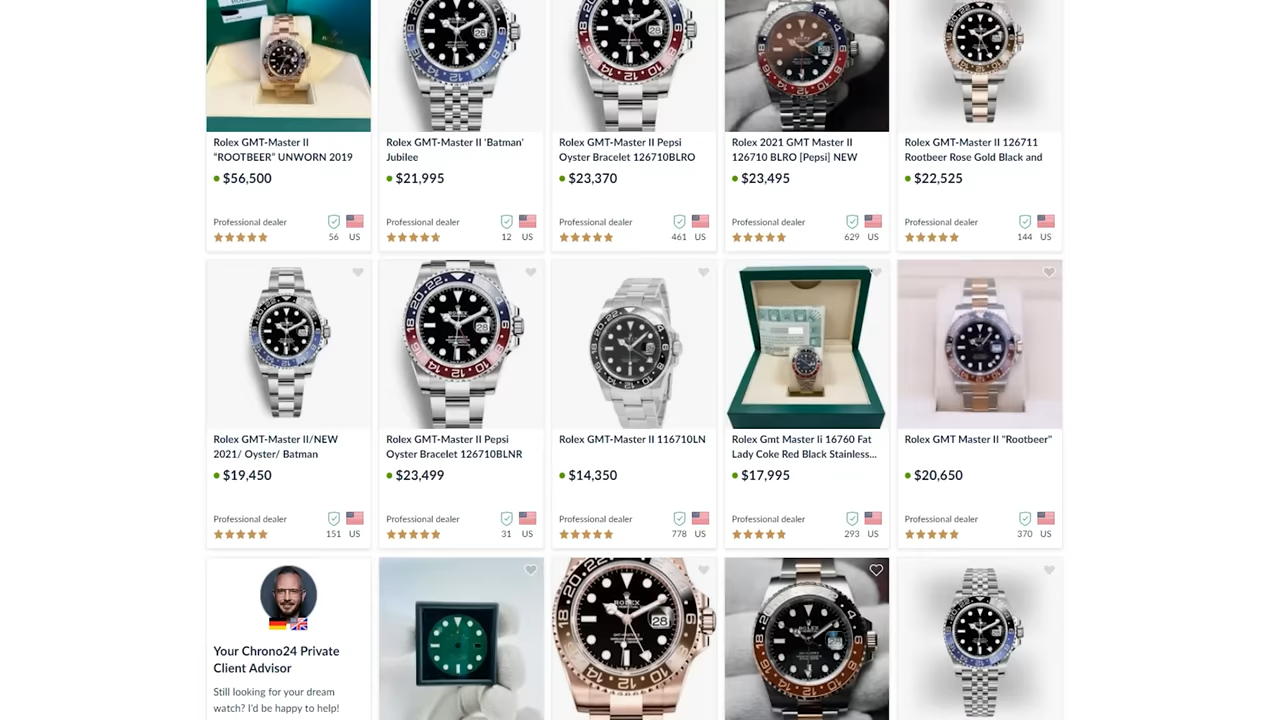 Rolex GMT-Master II
"ROOTBEER" UNWORN 2019
$56,500
Professional dealer
56 US
Rolex GMT-Master II 'Batman'
Jubilee
$21,995
Professional dealer
12 US
Rolex GMT-Master II Pepsi
Oyster Bracelet 126710BLRO
$23,370
Professional dealer
461 US
Rolex 2021 GMT Master II
126710 BLRO [Pepsi] NEW
$23,495
Professional dealer
629 US
Rolex GMT-Master II 126711
Rootbeer Rose Gold Black and
$22,525
Professional dealer
144 US
Rolex GMT-Master II/NEW
2021/ Oyster/ Batman
$19,450
Professional dealer
151 US
Rolex GMT-Master II Pepsi
Oyster Bracelet 126710BLNR
$23,499
Professional dealer
31 US
Rolex GMT-Master II 116710LN
$14,350
Professional dealer
778 US
Rolex Gmt Master Ii 16760 Fat
Lady Coke Red Black Stainless...
$17,995
Professional dealer
293 US
Rolex GMT Master II "Rootbeer"
$20,650
Professional dealer
370 US
Your Chrono24 Private
Client Advisor
Still looking for your dream
watch? I'd be happy to help!
ROLEX
ROLEX